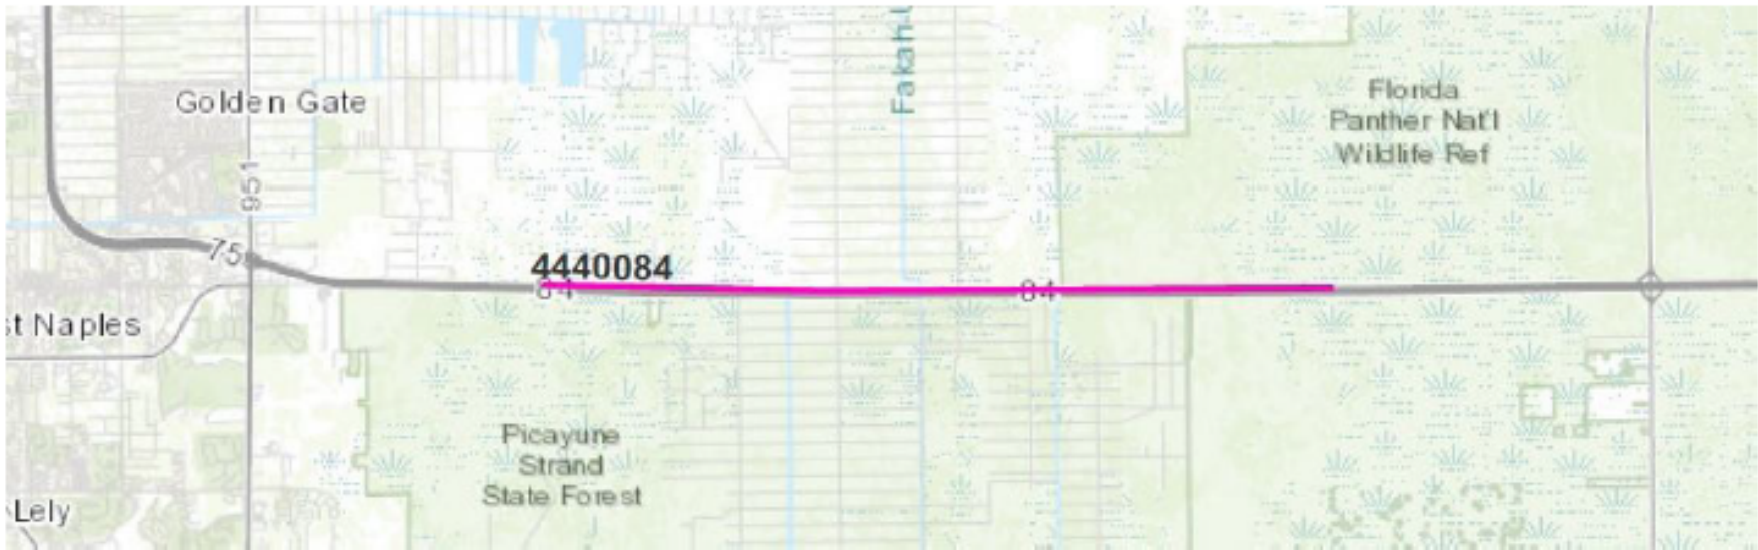 Fakah
Florida
Panther Nat'l
Wildlife Ref
Golden Gate
951
75
4440084
84
84
st Naples
Picayune
Strand
State Forest
Lely